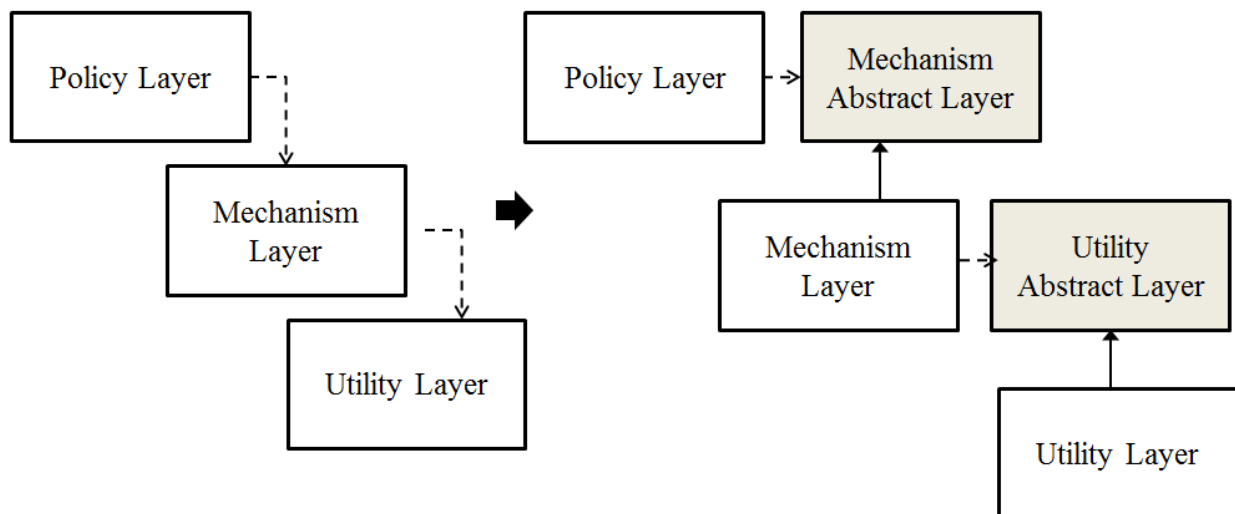 Policy Layer
Mechanism
Layer
Utility Layer
Policy Layer
Mechanism
Abstract Layer
Mechanism
Layer
Utility
Abstract Layer
Utility Layer